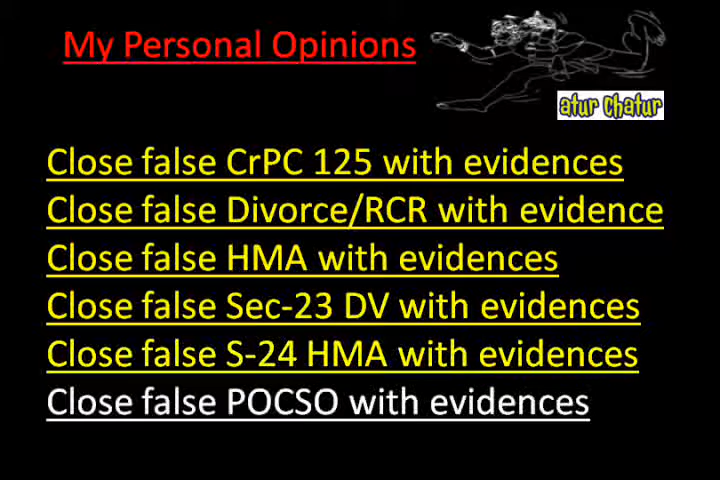 My Personal Opinions
atur Chatur
Close false CrPC 125 with evidences
Close false Divorce/RCR with evidence
Close false HMA with evidences
Close false Sec-23 DV with evidences
Close false S-24 HMA with evidences
Close false POCSO with evidences